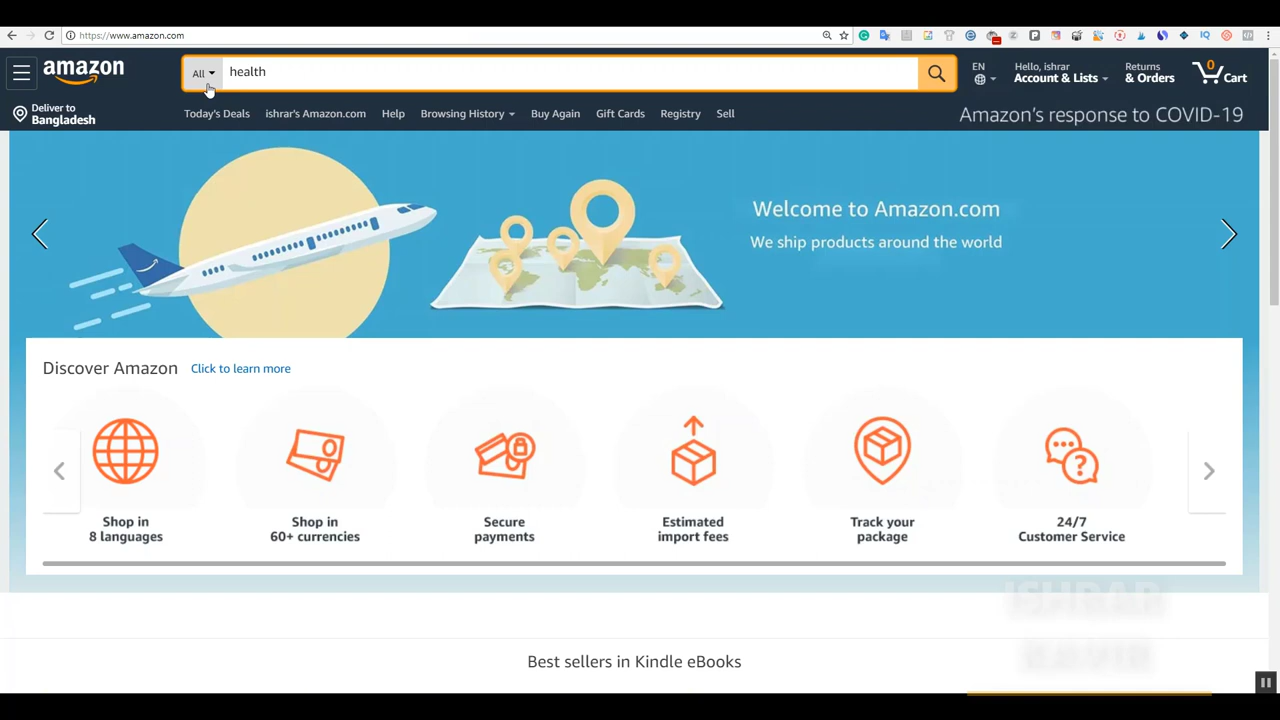 https://www.amazon.com
amazon
All
health
EN
Hello, ishrar
Account & Lists
Returns
& Orders
0
Cart
Deliver to
Bangladesh
Today's Deals
ishrar's Amazon.com
Help
Browsing History
Buy Again
Gift Cards
Registry
Sell
Amazon's response to COVID-19
Welcome to Amazon.com
We ship products around the world
Discover Amazon
Click to learn more
Shop in
8 languages
Shop in
60+ currencies
Secure
payments
Estimated
import fees
Track your
package
24/7
Customer Service
Best sellers in Kindle eBooks